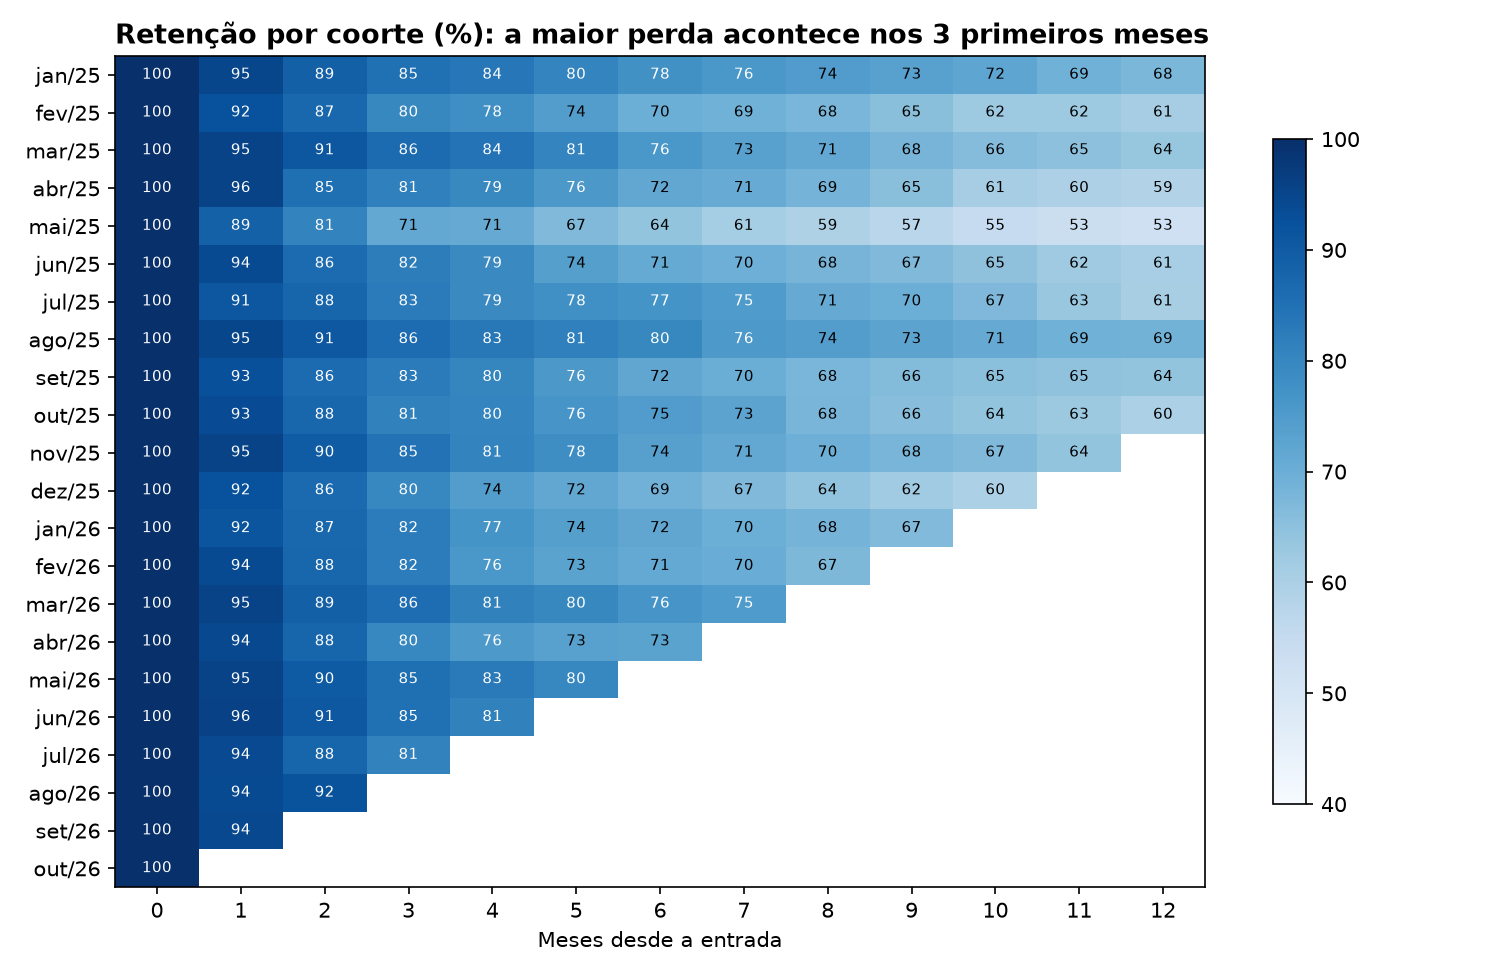 Retenção por coorte (%): a maior perda acontece nos 3 primeiros meses
jan/25 100 95 89 85 84 80 78 76 74 73 72 69 68
fev/25 100 92 87 80 78 74 70 69 68 65 62 62 61
mar/25 100 95 91 86 84 81 76 73 71 68 66 65 64
abr/25 100 96 85 81 79 76 72 71 69 65 61 60 59
mai/25 100 89 81 71 71 67 64 61 59 57 55 53 53
jun/25 100 94 86 82 79 74 71 70 68 67 65 62 61
jul/25 100 91 88 83 79 78 77 75 71 70 67 63 61
ago/25 100 95 91 86 83 81 80 76 74 73 71 69 69
set/25 100 93 86 83 80 76 72 70 68 66 65 65 64
out/25 100 93 88 81 80 76 75 73 68 66 64 63 60
nov/25 100 95 90 85 81 78 74 71 70 68 67 64
dez/25 100 92 86 80 74 72 69 67 64 62 60
jan/26 100 92 87 82 77 74 72 70 68 67
fev/26 100 94 88 82 76 73 71 70 67
mar/26 100 95 89 86 81 80 76 75
abr/26 100 94 88 80 76 73 73
mai/26 100 95 90 85 83 80
jun/26 100 96 91 85 81
jul/26 100 94 88 81
ago/26 100 94 92
set/26 100 94
out/26 100
0 1 2 3 4 5 6 7 8 9 10 11 12
Meses desde a entrada
100
90
80
70
60
50
40